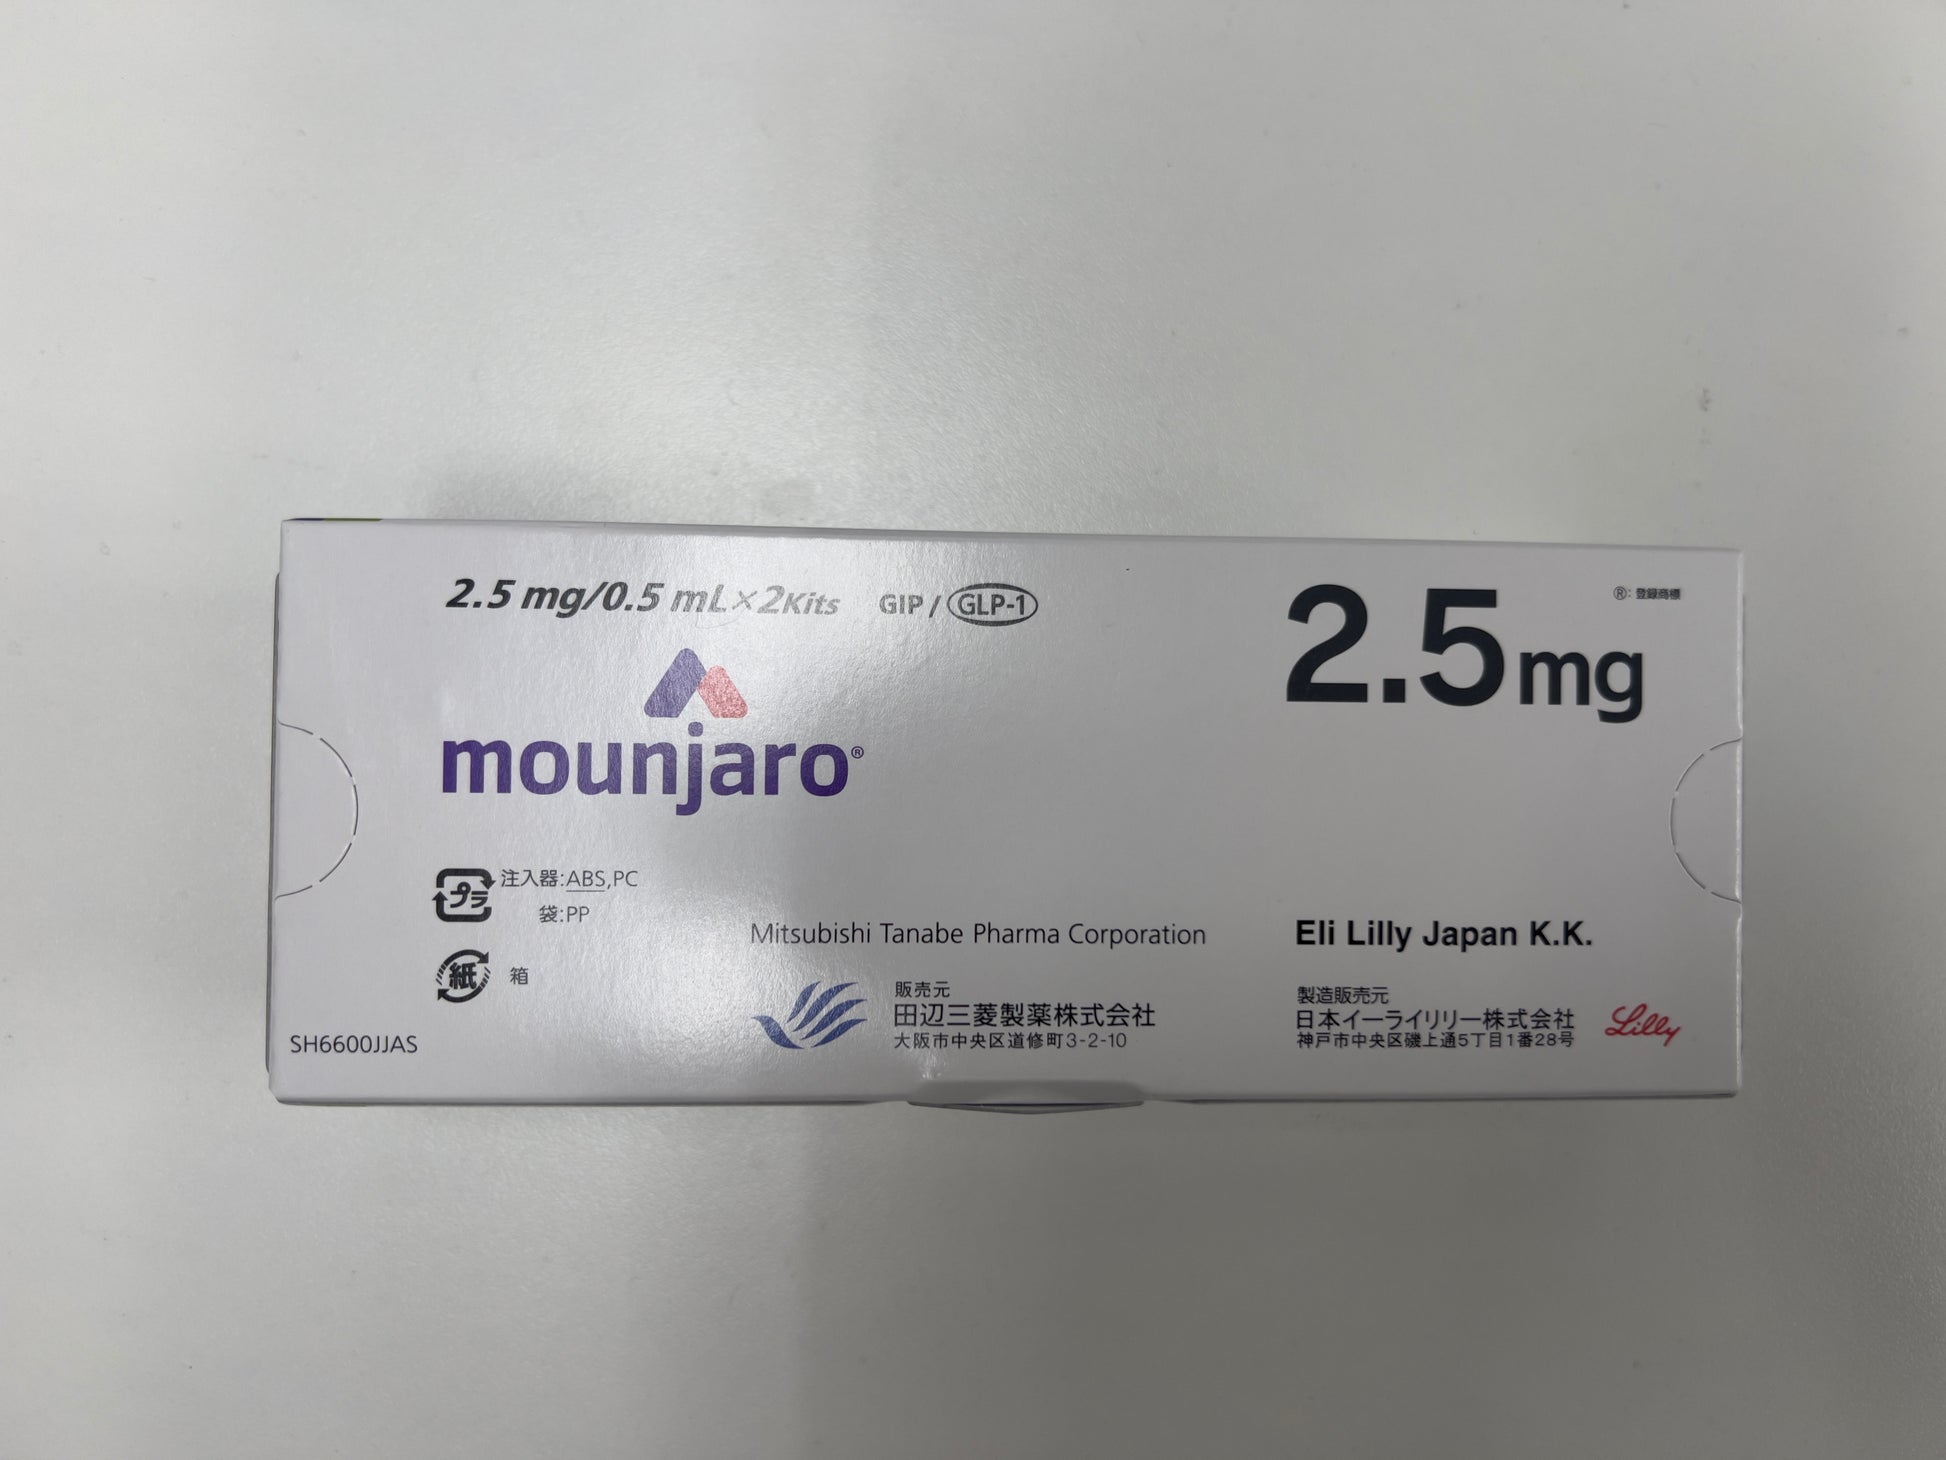 2.5 mg/0.5 mL×2Kits GIP / GLP-1
2.5mg
®: 登録商標
mounjaro®
プラ 注入器:ABS,PC
袋:PP
紙 箱
SH6600JJAS
Mitsubishi Tanabe Pharma Corporation
販売元
田辺三菱製薬株式会社
大阪市中央区道修町3-2-10
Eli Lilly Japan K.K.
製造販売元
日本イーライリリー株式会社
神戸市中央区磯上通5丁目1番28号
Lilly